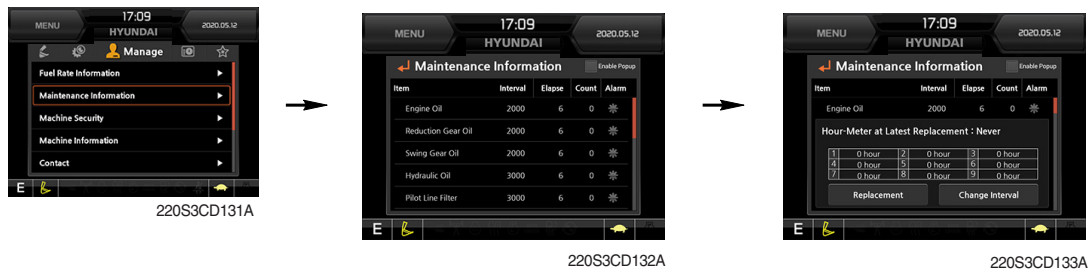 MENU 17:09 2020.05.12
HYUNDAI
Manage
Fuel Rate Information
Maintenance Information
Machine Security
Machine Information
Contact
E
220S3CD131A
MENU 17:09 2020.05.12
HYUNDAI
Maintenance Information Enable Popup
Item Interval Elapse Count Alarm
Engine Oil 2000 6 0
Reduction Gear Oil 2000 6 0
Swing Gear Oil 2000 6 0
Hydraulic Oil 3000 6 0
Pilot Line Filter 3000 6 0
E
220S3CD132A
MENU 17:09 2020.05.12
HYUNDAI
Maintenance Information Enable Popup
Item Interval Elapse Count Alarm
Engine Oil 2000 6 0
Hour-Meter at Latest Replacement : Never
1 0 hour 2 0 hour 3 0 hour
4 0 hour 5 0 hour 6 0 hour
7 0 hour 8 0 hour 9 0 hour
Replacement Change Interval
E
220S3CD133A